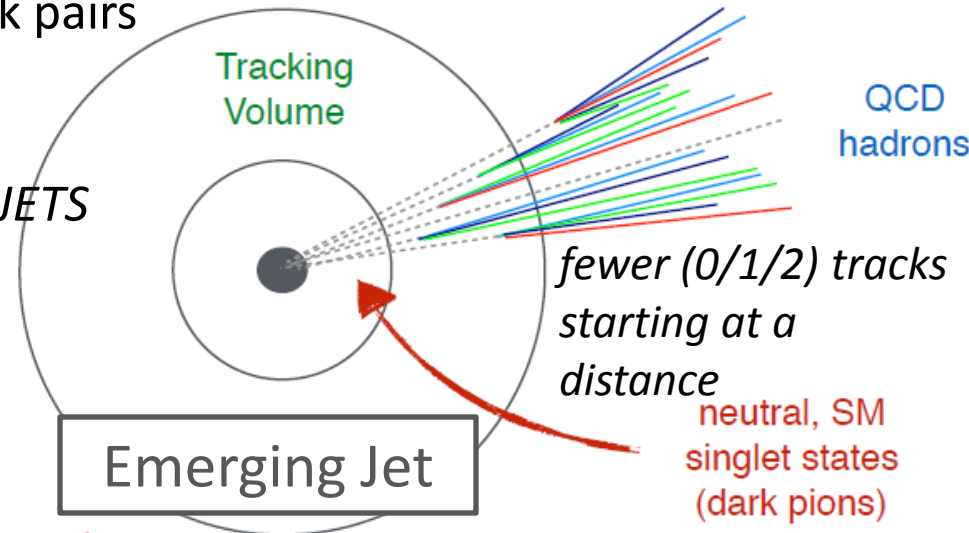 k pairs
Tracking
Volume
QCD
hadrons
JETS
fewer (0/1/2) tracks
starting at a
distance
neutral, SM
singlet states
(dark pions)
Emerging Jet